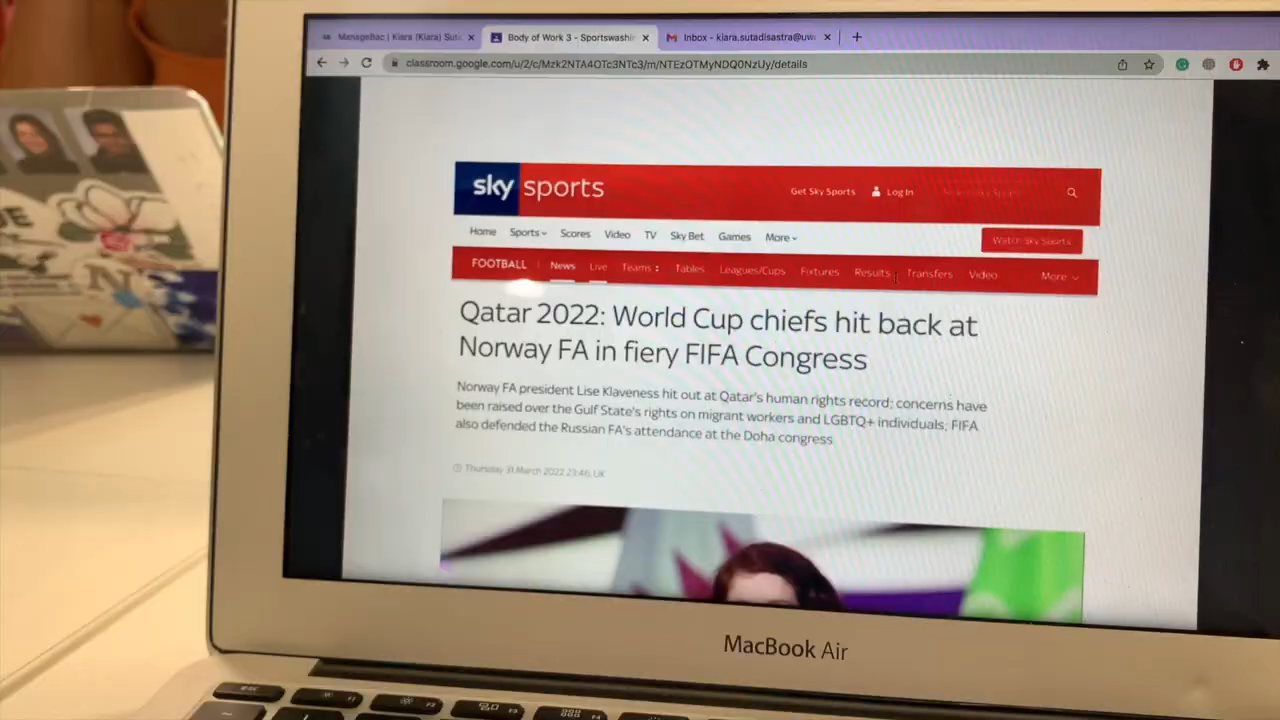 ManageBac | Kiara (Kiara) Suta
Body of Work 3 - Sportswashin
Inbox - kiara.sutadisastra@uw
classroom.google.com/u/2/c/Mzk2NTA4OTc3NTc3/m/NTEzOTMyNDQ0NzUy/details
sky sports
Get Sky Sports
Log In
Home Sports Scores Video TV Sky Bet Games More
Watch Sky Sports
FOOTBALL News Live Teams Tables Leagues/Cups Fixtures Results Transfers Video More
Qatar 2022: World Cup chiefs hit back at
Norway FA in fiery FIFA Congress
Norway FA president Lise Klaveness hit out at Qatar's human rights record; concerns have
been raised over the Gulf State's rights on migrant workers and LGBTQ+ individuals; FIFA
also defended the Russian FA's attendance at the Doha congress
Thursday 31 March 2022 23:46, UK
MacBook Air
esc